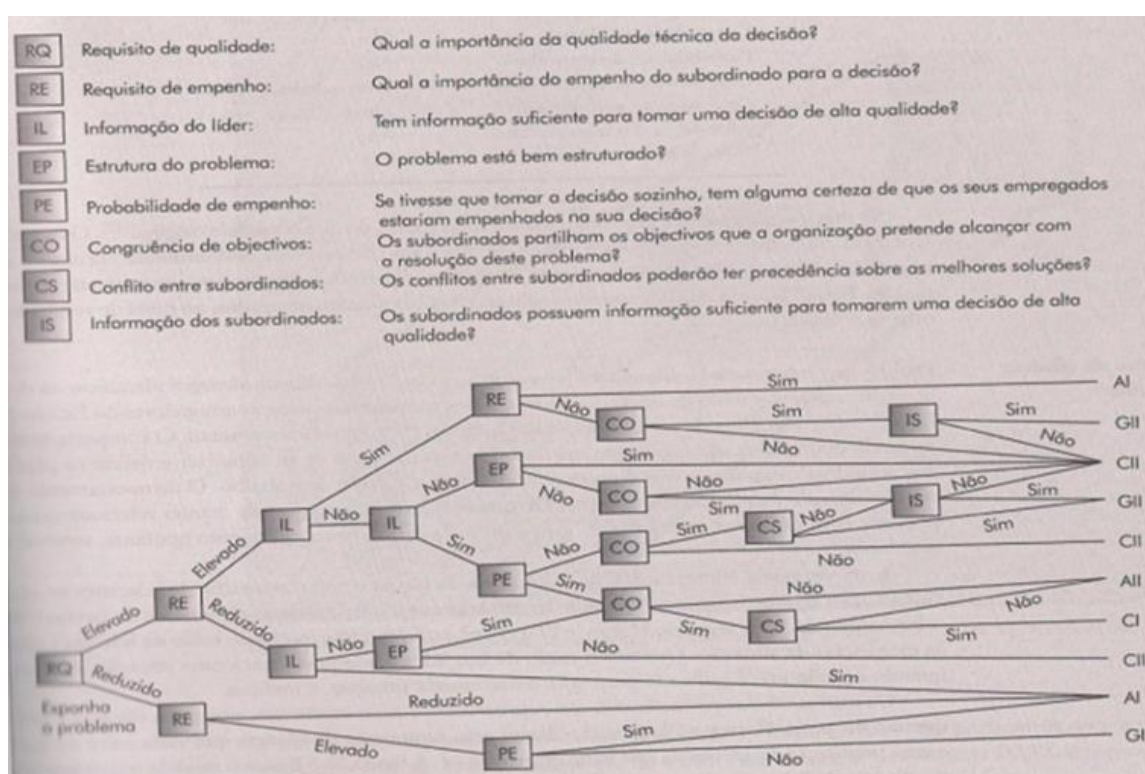 RQ Requisito de qualidade: Qual a importância da qualidade técnica da decisão?
RE Requisito de empenho: Qual a importância do empenho do subordinado para a decisão?
IL Informação do líder: Tem informação suficiente para tomar uma decisão de alta qualidade?
EP Estrutura do problema: O problema está bem estruturado?
PE Probabilidade de empenho: Se tivesse que tomar a decisão sozinho, tem alguma certeza de que os seus empregados
estariam empenhados na sua decisão?
CO Congruência de objectivos: Os subordinados partilham os objectivos que a organização pretende alcançar com
a resolução deste problema?
CS Conflito entre subordinados: Os conflitos entre subordinados poderão ter precedência sobre as melhores soluções?
IS Informação dos subordinados: Os subordinados possuem informação suficiente para tomarem uma decisão de alta
qualidade?
RE Sim AI
Não CO Sim IS Sim GII
Sim Não Não
EP Sim CII
Não Não CO Não Não
IL Não IL Sim CS Não IS Sim GII
Sim Não CO Sim Sim CII
Elevado PE Não
Sim CO Não AII
RE Reduzido Sim CS Não CI
Elevado Sim Sim
IL Não EP Não CII
RQ Reduzido Sim
Exponha
o problema RE Reduzido AI
Elevado PE Sim GI
Não